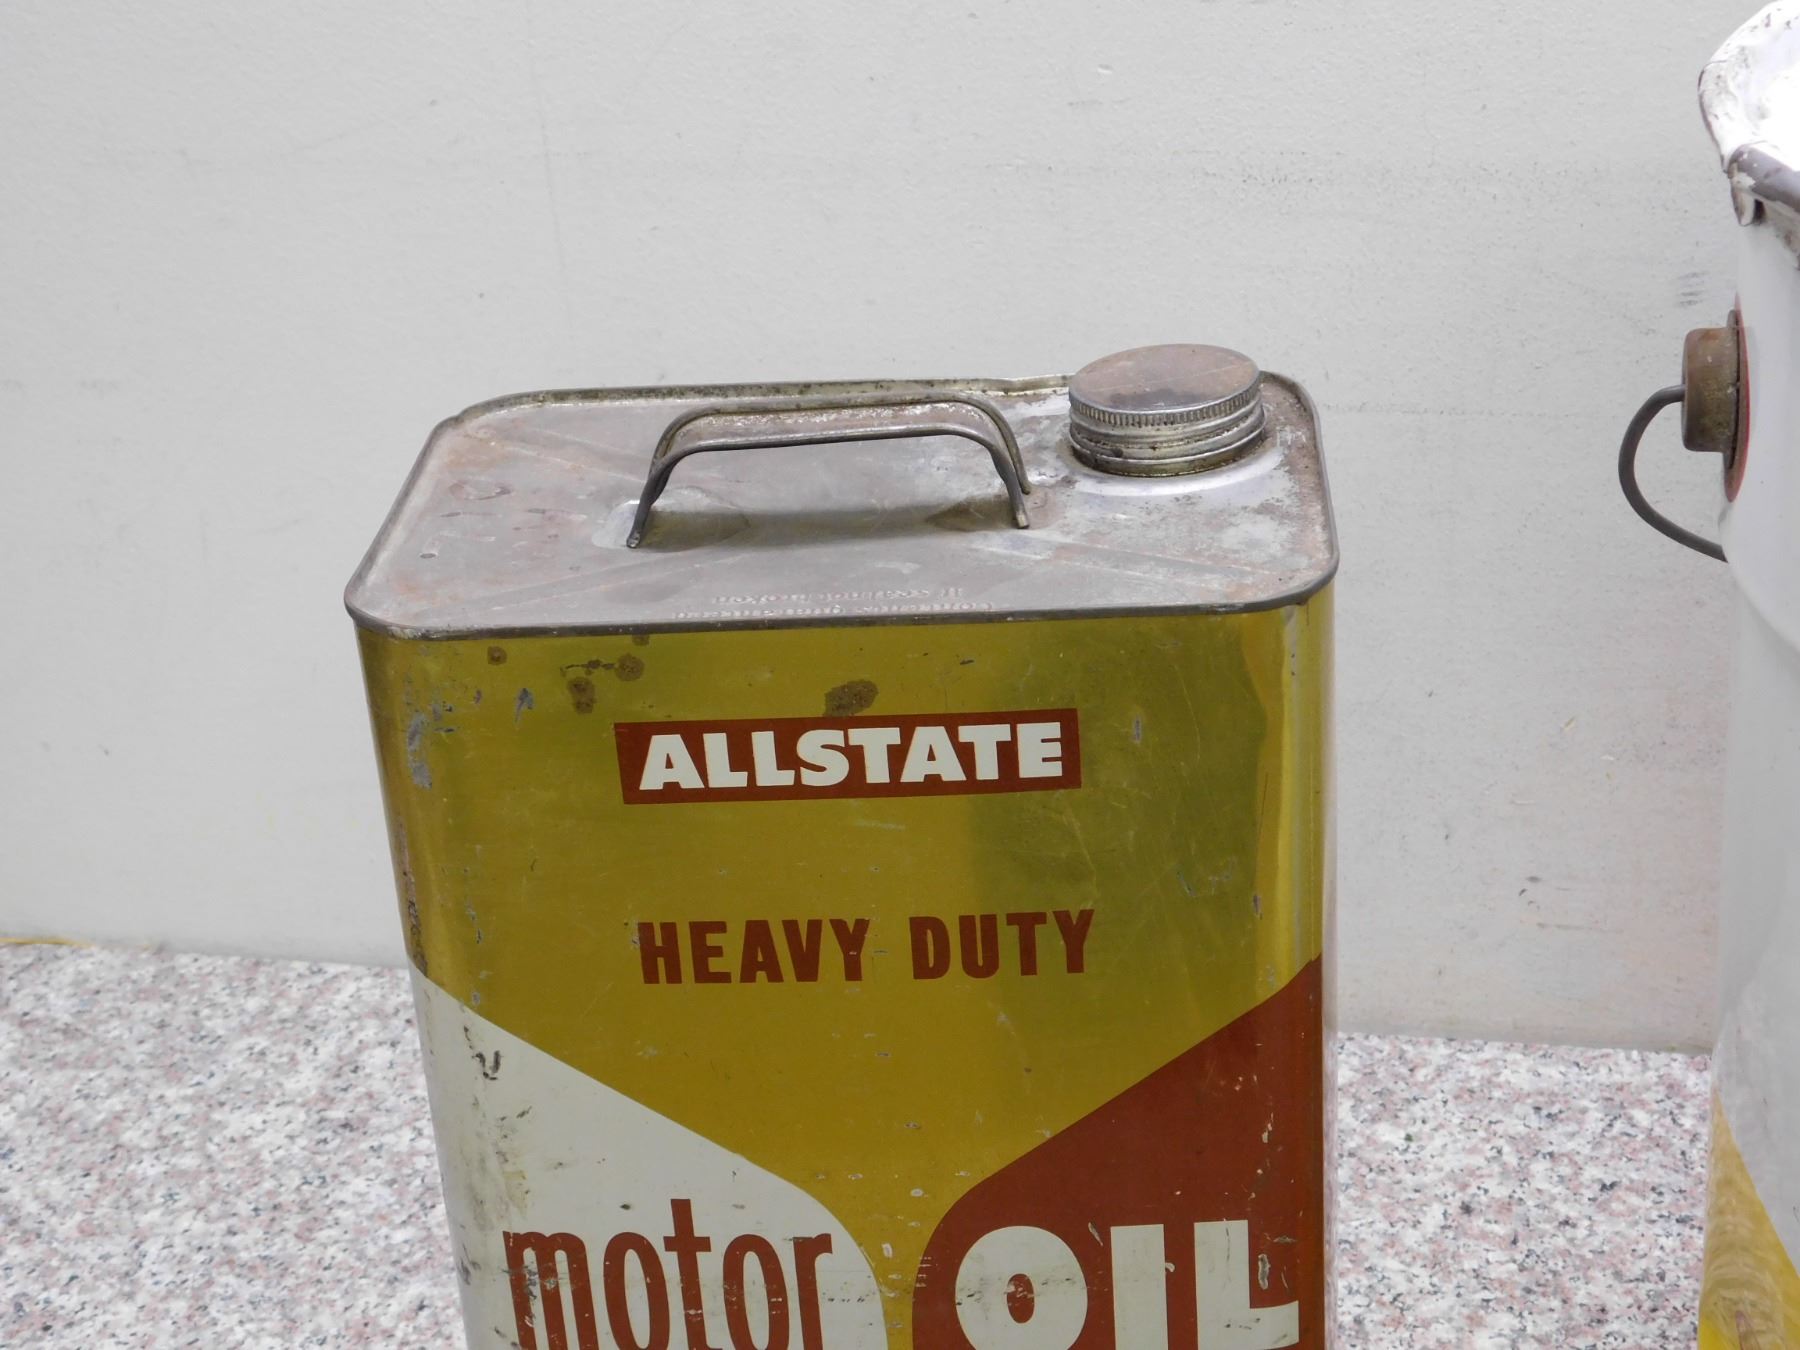 ALLSTATE
HEAVY DUTY
motor OIL